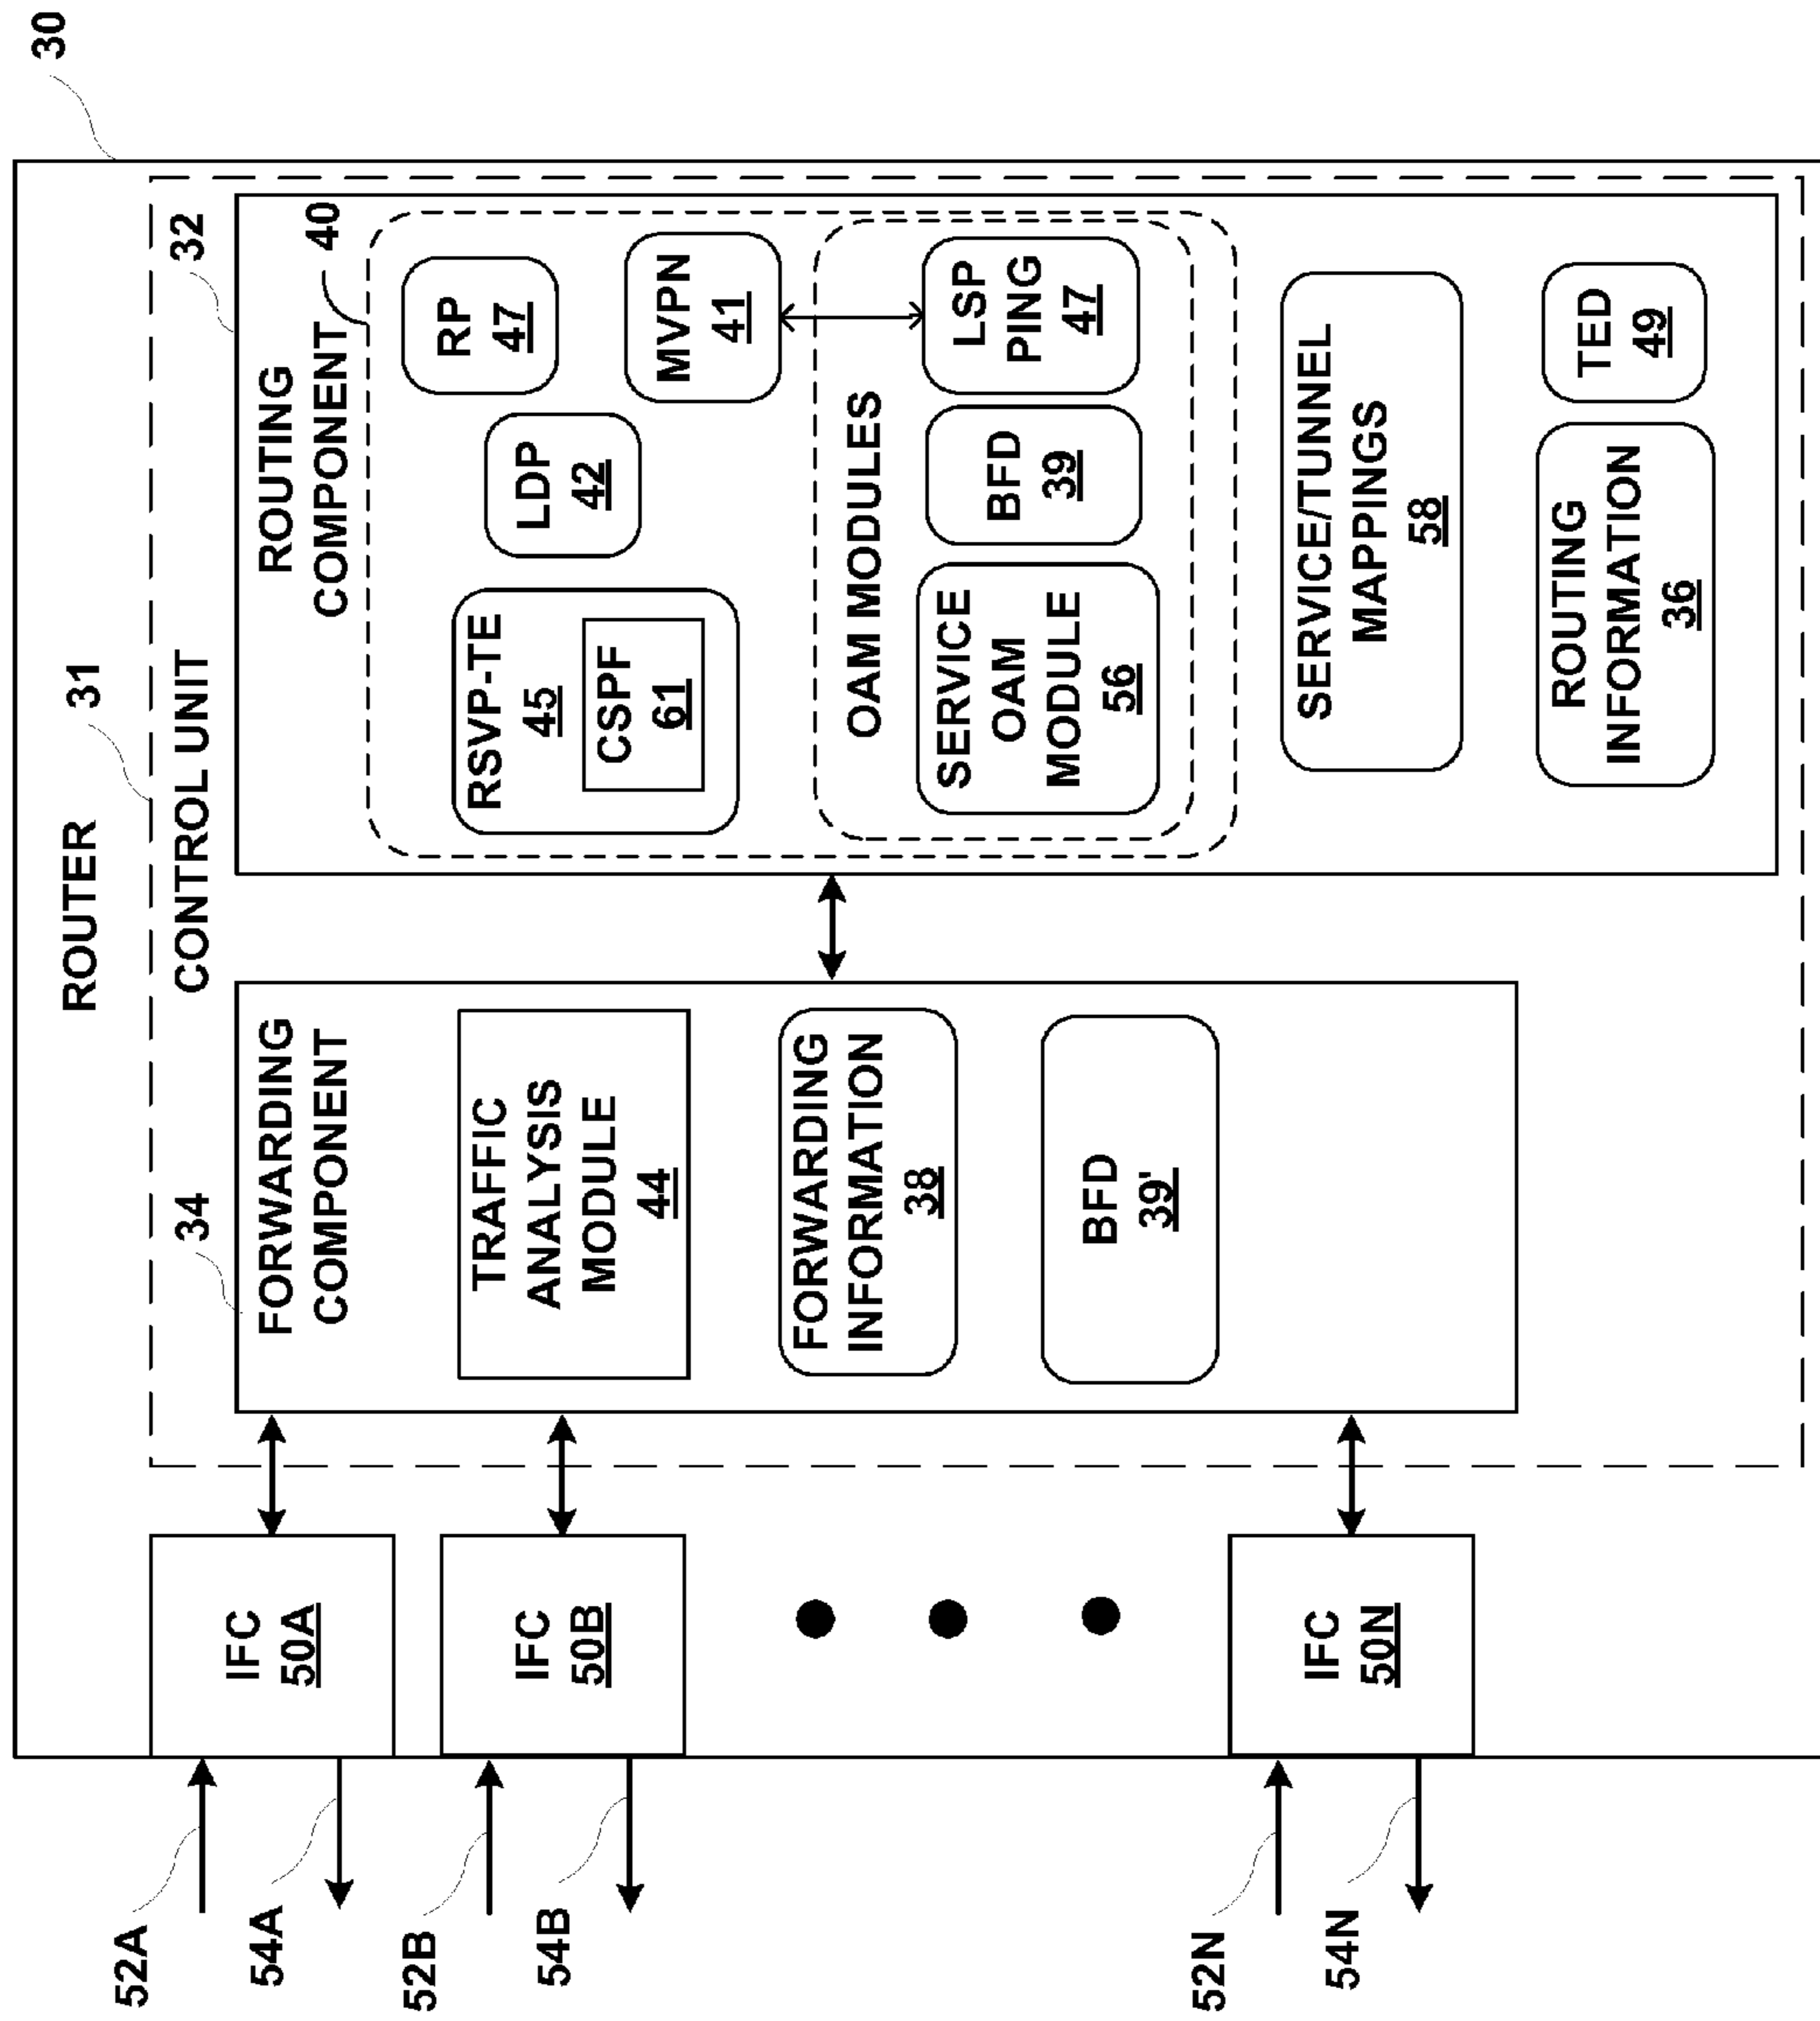 30
ROUTER
31
CONTROL UNIT
32
34
FORWARDING
COMPONENT
TRAFFIC
ANALYSIS
MODULE
44
FORWARDING
INFORMATION
38
BFD
39'
ROUTING
COMPONENT
40
RSVP-TE
45
CSPF
61
LDP
42
RP
47
MVPN
41
OAM MODULES
SERVICE
OAM
MODULE
56
BFD
39
LSP
PING
47
SERVICE/TUNNEL
MAPPINGS
58
ROUTING
INFORMATION
36
TED
49
IFC
50A
IFC
50B
IFC
50N
52A
54A
52B
54B
52N
54N